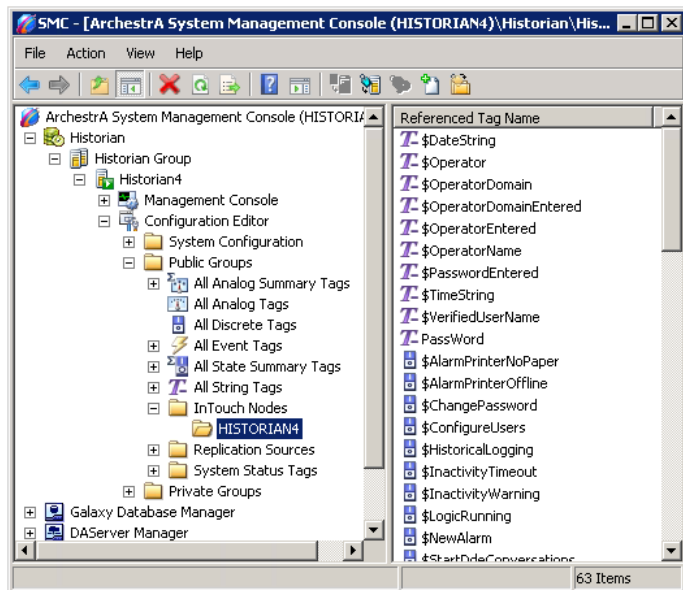 SMC - [ArchestrA System Management Console (HISTORIAN4)\Historian\His...
File Action View Help
ArchestrA System Management Console (HISTORIA
Historian
Historian Group
Historian4
Management Console
Configuration Editor
System Configuration
Public Groups
All Analog Summary Tags
All Analog Tags
All Discrete Tags
All Event Tags
All State Summary Tags
All String Tags
InTouch Nodes
HISTORIAN4
Replication Sources
System Status Tags
Private Groups
Galaxy Database Manager
DAServer Manager
Referenced Tag Name
$DateString
$Operator
$OperatorDomain
$OperatorDomainEntered
$OperatorEntered
$OperatorName
$PasswordEntered
$TimeString
$VerifiedUserName
PassWord
$AlarmPrinterNoPaper
$AlarmPrinterOffline
$ChangePassword
$ConfigureUsers
$HistoricalLogging
$InactivityTimeout
$InactivityWarning
$LogicRunning
$NewAlarm
$StartDdeConversations
63 Items